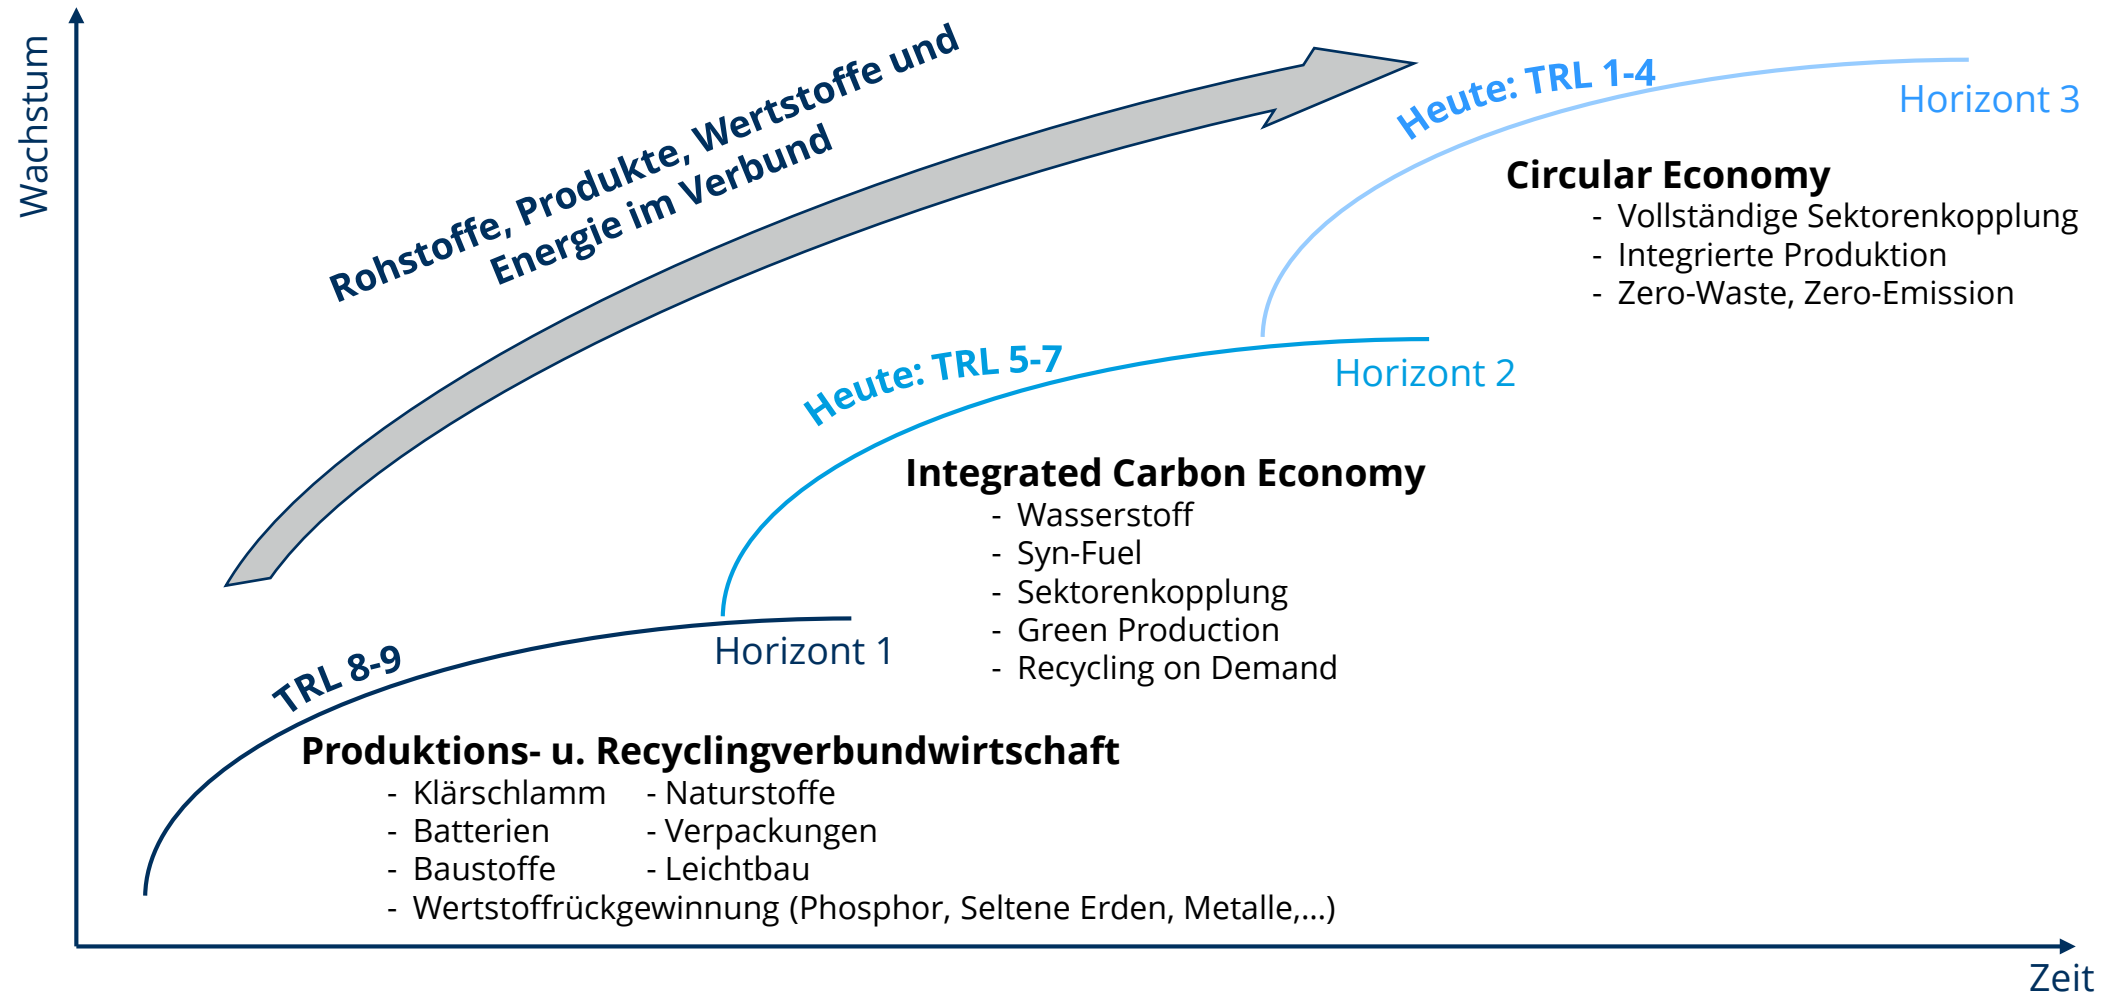 Wachstum
Rohstoffe, Produkte, Wertstoffe und
Energie im Verbund
Heute: TRL 1-4
Horizont 3
Circular Economy
- Vollständige Sektorenkopplung
- Integrierte Produktion
- Zero-Waste, Zero-Emission
Heute: TRL 5-7
Horizont 2
Integrated Carbon Economy
- Wasserstoff
- Syn-Fuel
- Sektorenkopplung
- Green Production
- Recycling on Demand
TRL 8-9
Horizont 1
Produktions- u. Recyclingverbundwirtschaft
- Klärschlamm - Naturstoffe
- Batterien - Verpackungen
- Baustoffe - Leichtbau
- Wertstoffrückgewinnung (Phosphor, Seltene Erden, Metalle,...)
Zeit